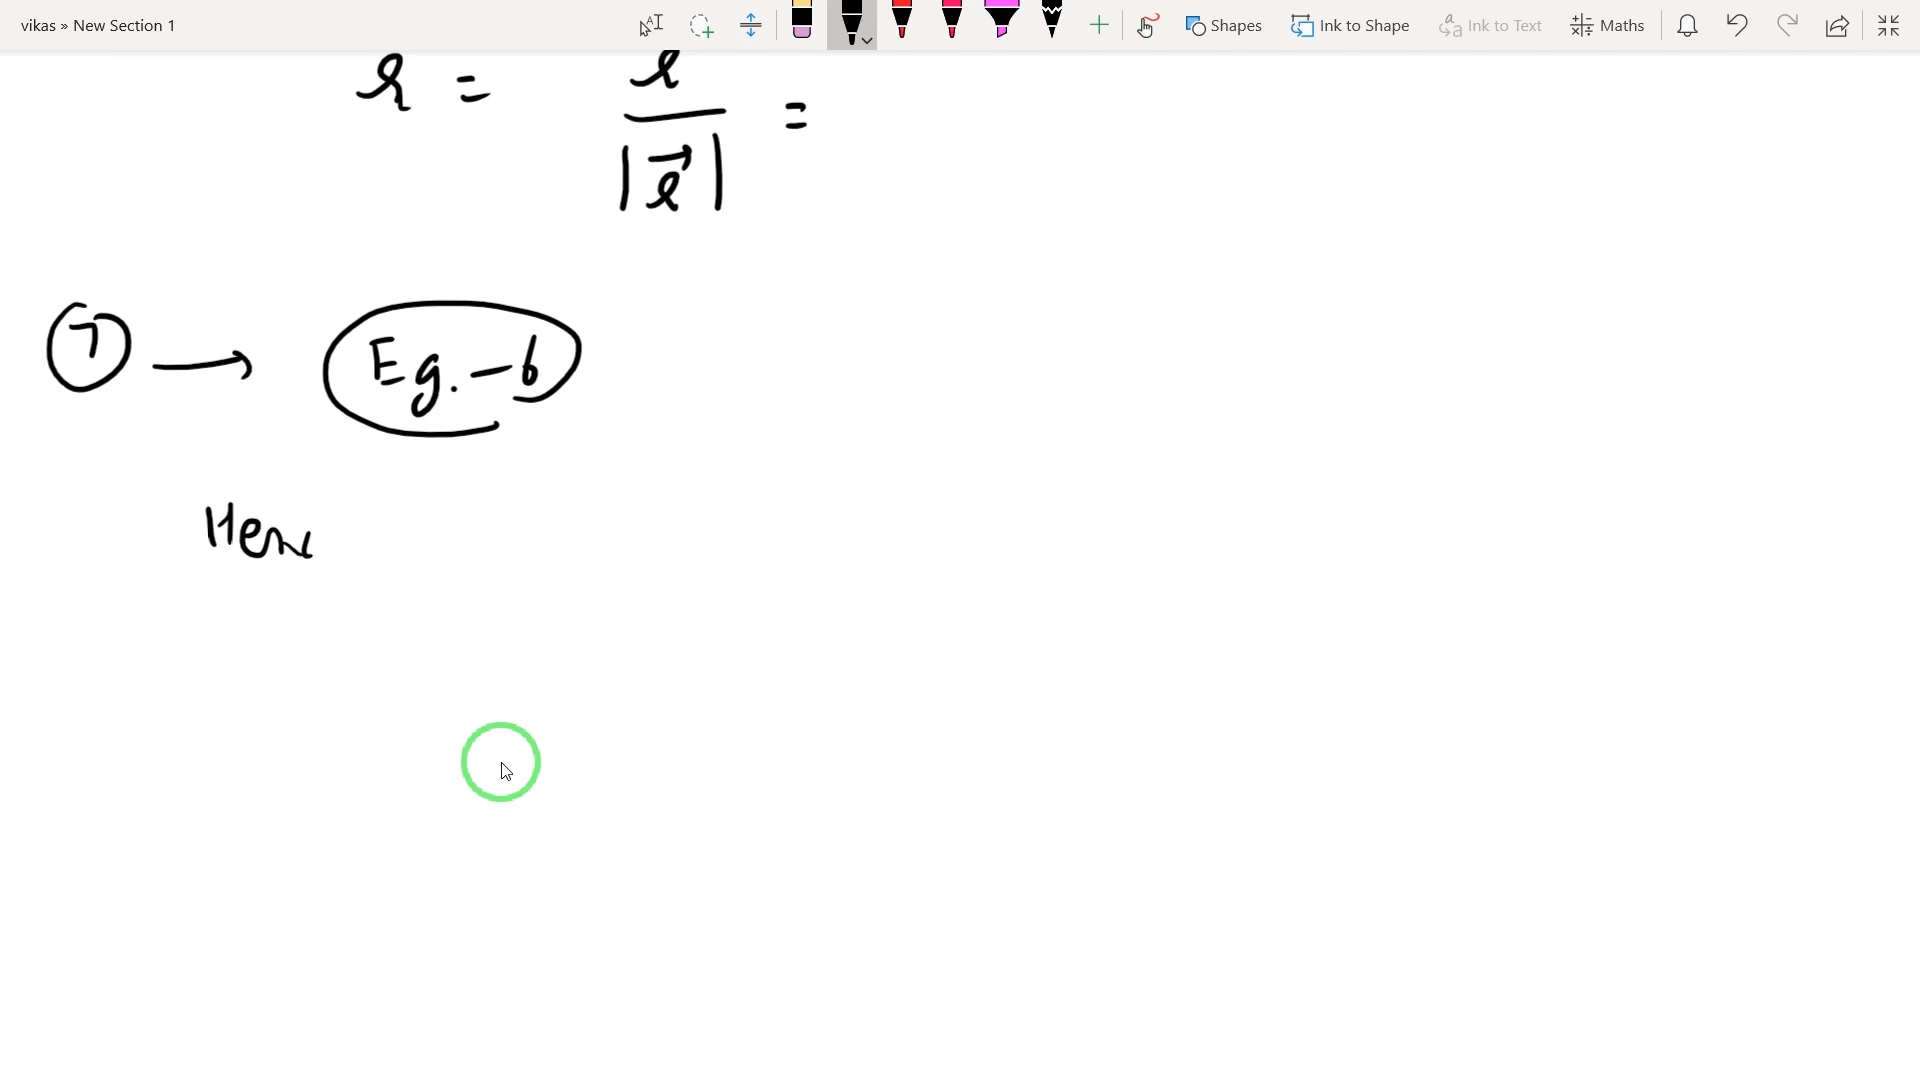 vikas » New Section 1
Shapes
Ink to Shape
Ink to Text
Maths
r = r
=
|r|
7 → Eg. – 6
Here